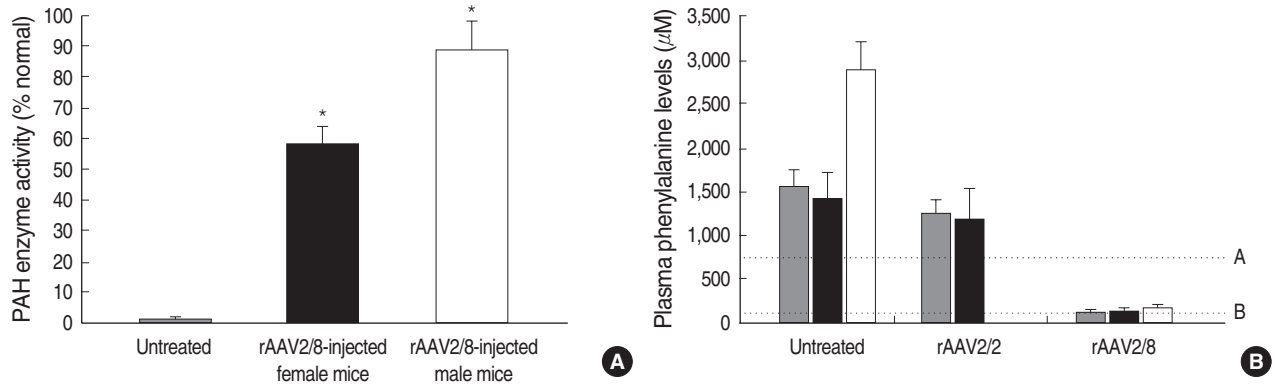 PAH enzyme activity (% normal)
100
90
80
70
60
50
40
30
20
10
0
*
*
Untreated
rAAV2/8-injected
female mice
rAAV2/8-injected
male mice
A
Plasma phenylalanine levels (μM)
3,500
3,000
2,500
2,000
1,500
1,000
500
0
A
B
Untreated
rAAV2/2
rAAV2/8
B